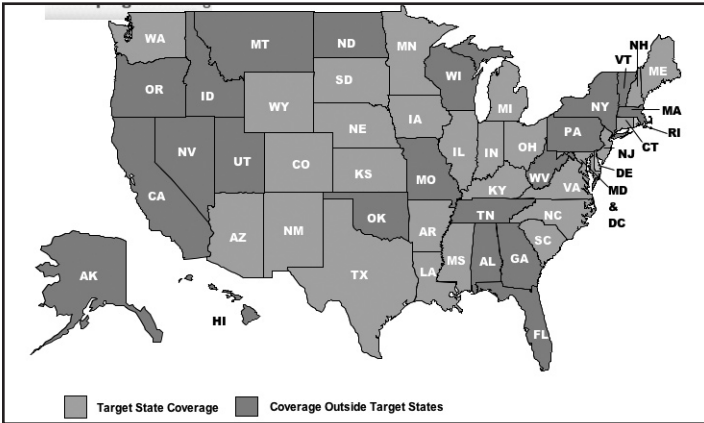 WA
MT
ND
MN
NH
VT
ME
OR
ID
SD
WI
MI
NY
MA
WY
IA
RI
NE
PA
CT
NV
UT
CO
IL
IN
OH
NJ
KS
MO
WV
VA
DE
CA
KY
MD
&
DC
AZ
NM
OK
AR
TN
NC
SC
TX
LA
MS
AL
GA
AK
HI
FL
Target State Coverage
Coverage Outside Target States